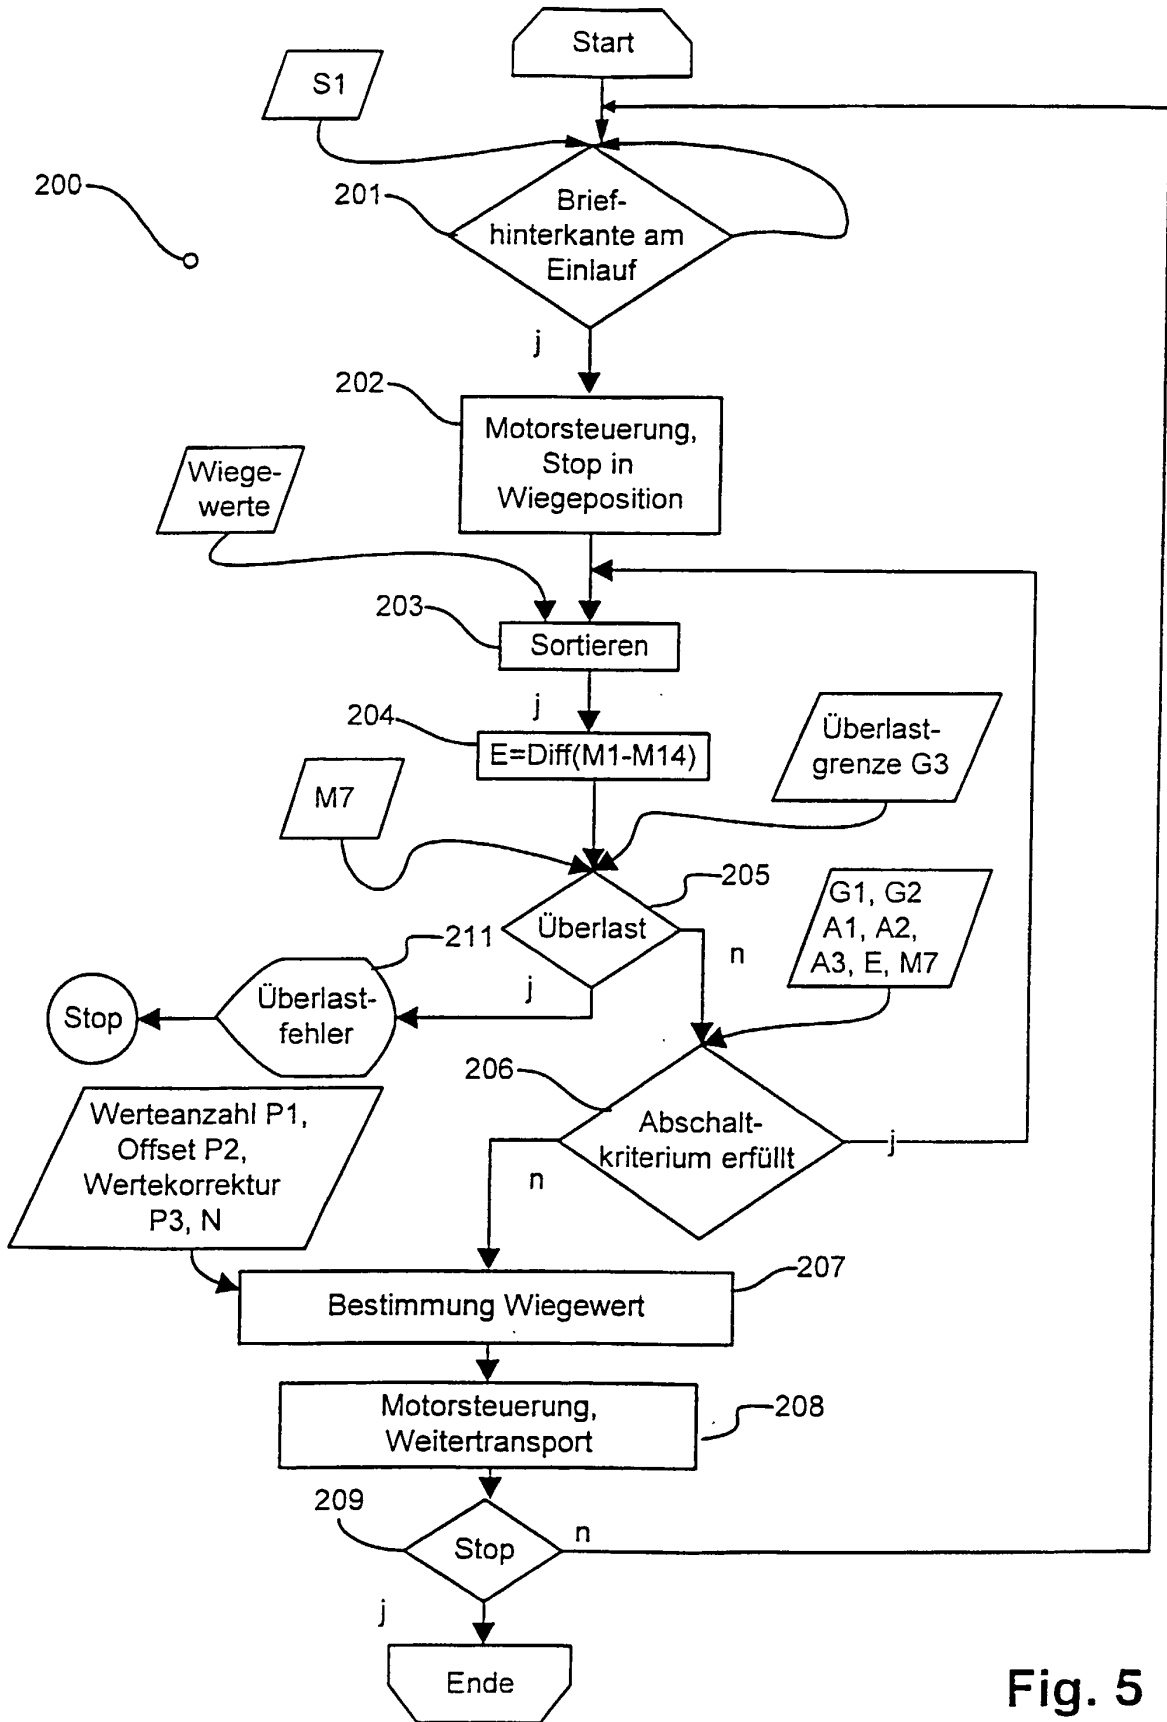 Start
S1
200
201
Brief-
hinterkante am
Einlauf
j
202
Motorsteuerung,
Stop in
Wiegeposition
Wiege-
werte
203
Sortieren
j
204
E=Diff(M1-M14)
Überlast-
grenze G3
M7
205
Überlast
n
j
G1, G2
A1, A2,
A3, E, M7
211
Überlast-
fehler
Stop
206
Abschalt-
kriterium erfüllt
j
n
Werteanzahl P1,
Offset P2,
Wertekorrektur
P3, N
207
Bestimmung Wiegewert
Motorsteuerung,
Weitertransport
208
209
Stop
n
j
Ende
Fig. 5